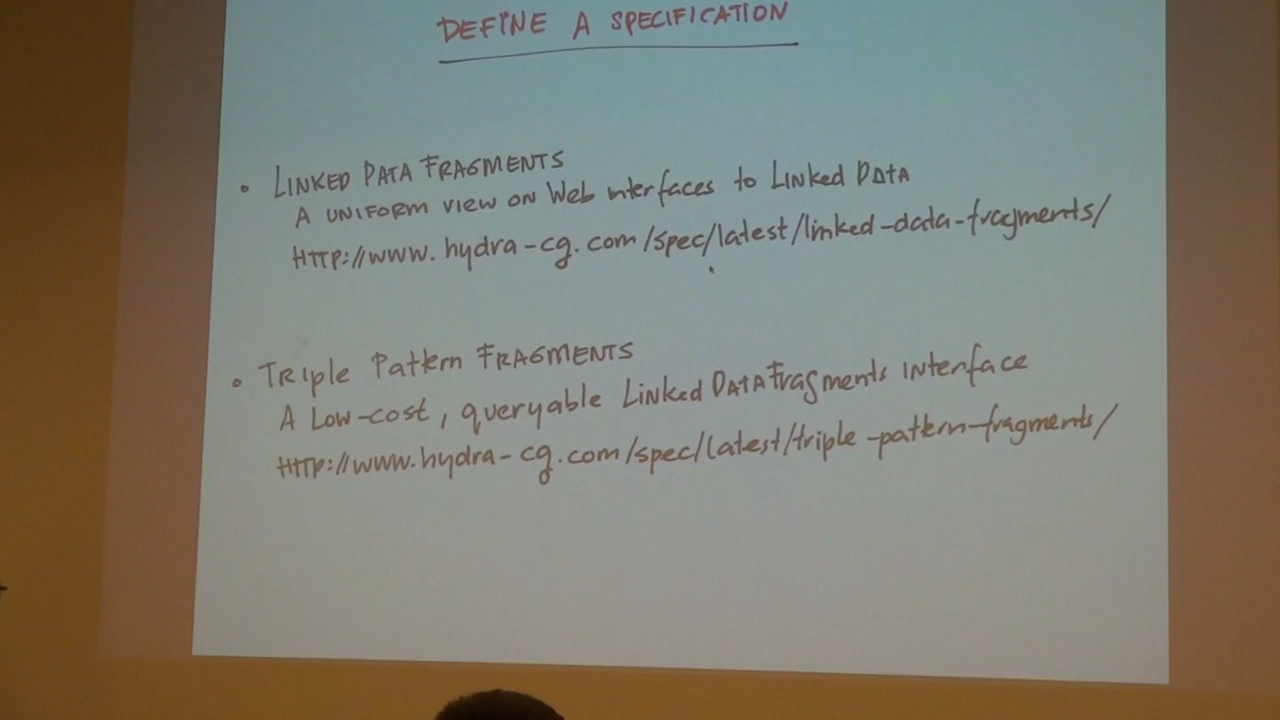 DEFINE A SPECIFICATION
• LINKED DATA FRAGMENTS
A UNIFORM VIEW ON Web interfaces to Linked DATA
HTTP://www.hydra-cg.com/spec/latest/linked-data-fragments/
• TRIPLE Pattern FRAGMENTS
A Low-cost, queryable Linked DATA Fragments INterface
HTTP://www.hydra-cg.com/spec/latest/triple-pattern-fragments/